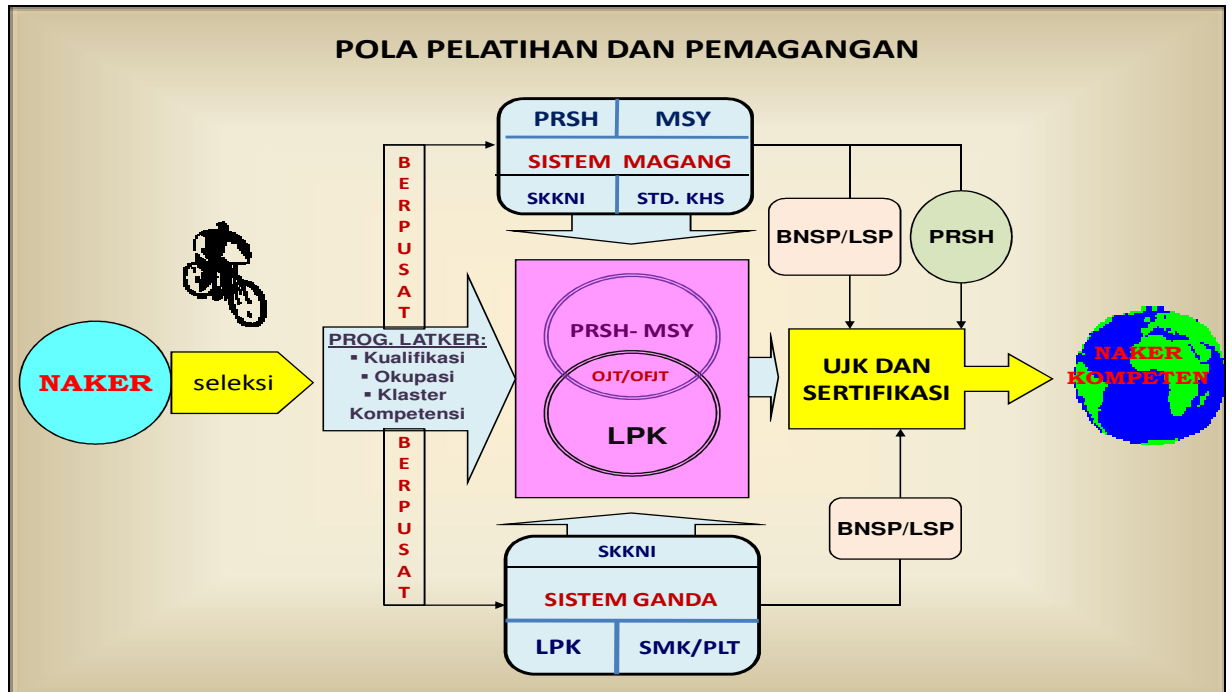 POLA PELATIHAN DAN PEMAGANGAN
PRSH MSY
SISTEM MAGANG
SKKNI STD. KHS
BERPUSAT
BNSP/LSP
PRSH
NAKER
seleksi
PROG. LATKER:
▪ Kualifikasi
▪ Okupasi
▪ Klaster
Kompetensi
PRSH- MSY
OJT/OFJT
LPK
UJK DAN
SERTIFIKASI
NAKER
KOMPETEN
BERPUSAT
SKKNI
SISTEM GANDA
LPK SMK/PLT
BNSP/LSP